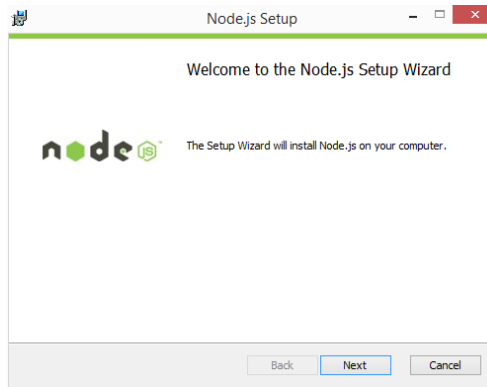 Node.js Setup
Welcome to the Node.js Setup Wizard
node JS
The Setup Wizard will install Node.js on your computer.
Back Next Cancel